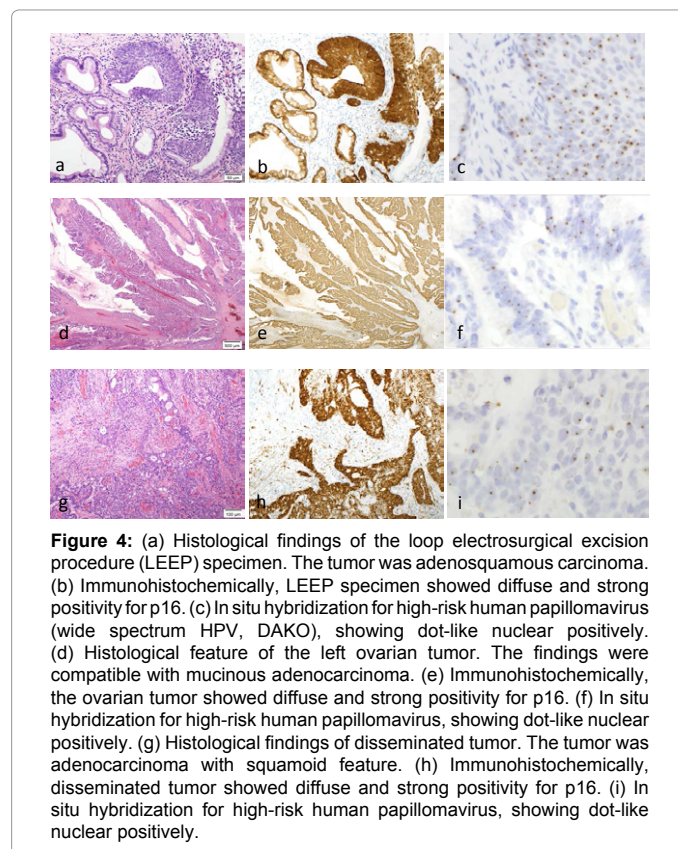 a
b
c
50 µm
d
e
f
500 µm
g
h
i
100 µm
Figure 4: (a) Histological findings of the loop electrosurgical excision
procedure (LEEP) specimen. The tumor was adenosquamous carcinoma.
(b) Immunohistochemically, LEEP specimen showed diffuse and strong
positivity for p16. (c) In situ hybridization for high-risk human papillomavirus
(wide spectrum HPV, DAKO), showing dot-like nuclear positively.
(d) Histological feature of the left ovarian tumor. The findings were
compatible with mucinous adenocarcinoma. (e) Immunohistochemically,
the ovarian tumor showed diffuse and strong positivity for p16. (f) In situ
hybridization for high-risk human papillomavirus, showing dot-like nuclear
positively. (g) Histological findings of disseminated tumor. The tumor was
adenocarcinoma with squamoid feature. (h) Immunohistochemically,
disseminated tumor showed diffuse and strong positivity for p16. (i) In
situ hybridization for high-risk human papillomavirus, showing dot-like
nuclear positively.